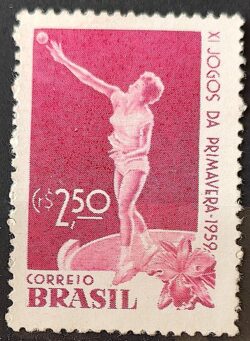 XI JOGOS DA PRIMAVERA-1959.
CR$ 2,50
CORREIO
BRASIL